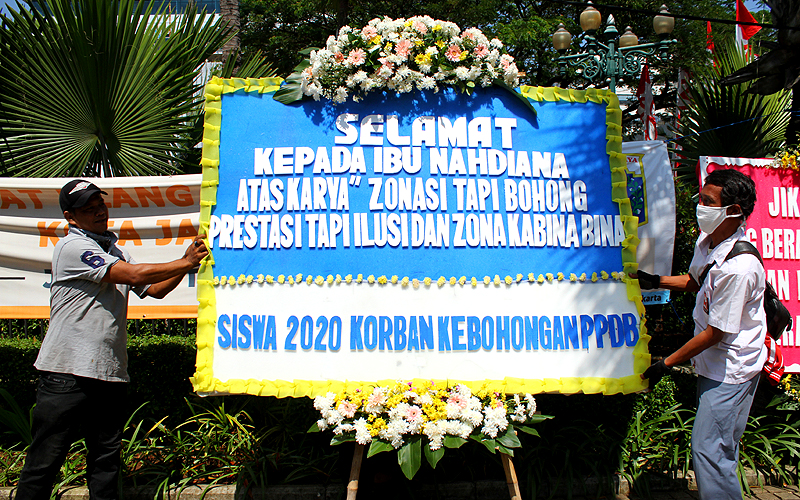 SELAMAT
KEPADA IBU NAHDIANA
ATAS KARYA" ZONASI TAPI BOHONG
PRESTASI TAPI ILUSI DAN ZONA KABINA BINA
SISWA 2020 KORBAN KEBOHONGAN PPDB
JIK